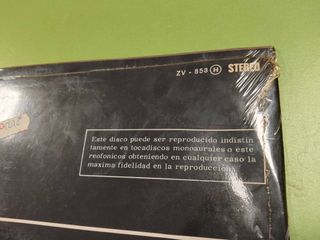 ZV - 853 H STEREO
Este disco puede ser reproducido indistin
tamente en tocadiscos monoaurales o este
reofonicos obteniendo en cualquier caso la
maxima fidelidad en la reproduccion